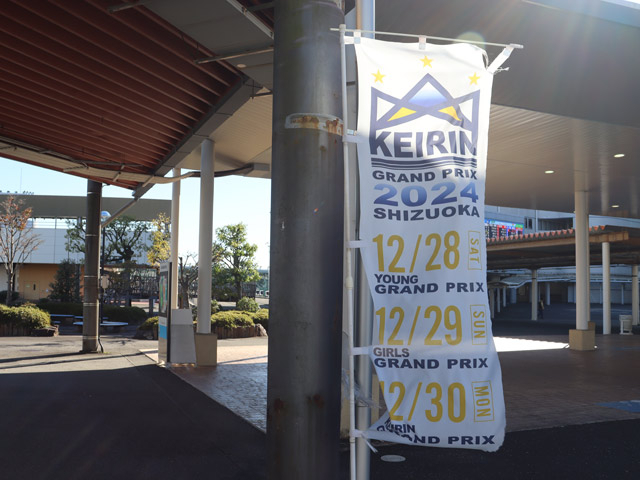 KEIRIN
GRAND PRIX
2024
SHIZUOKA
12/28 SAT
YOUNG
GRAND PRIX
12/29 SUN
GIRLS
GRAND PRIX
12/30 MON
KEIRIN
GRAND PRIX